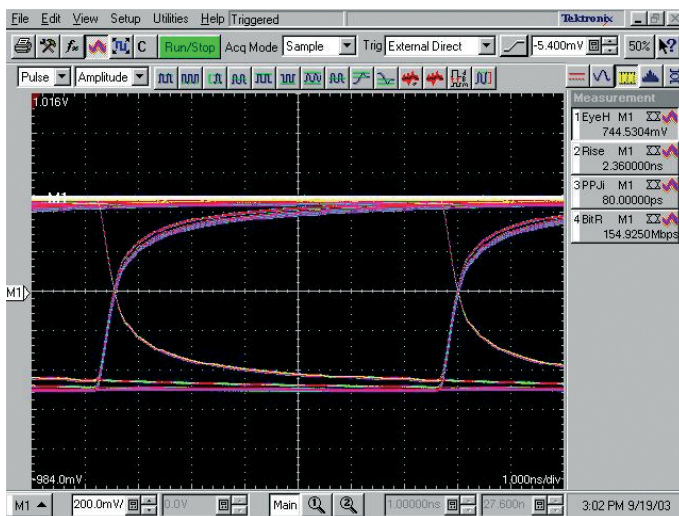 File Edit View Setup Utilities Help Triggered Tektronix
C Run/Stop Acq Mode Sample Trig External Direct -5.400mV 50%
Pulse Amplitude
1.016V
Measurement
1 EyeH M1
744.5304mV
2 Rise M1
2.360000ns
3 PPJi M1
80.00000ps
4 BitR M1
154.9250Mbps
M1
M1
-984.0mV 1.000ns/div
M1 200.0mV/ 0.0V Main 1 2 1.00000ns 27.600n 3:02 PM 9/19/03